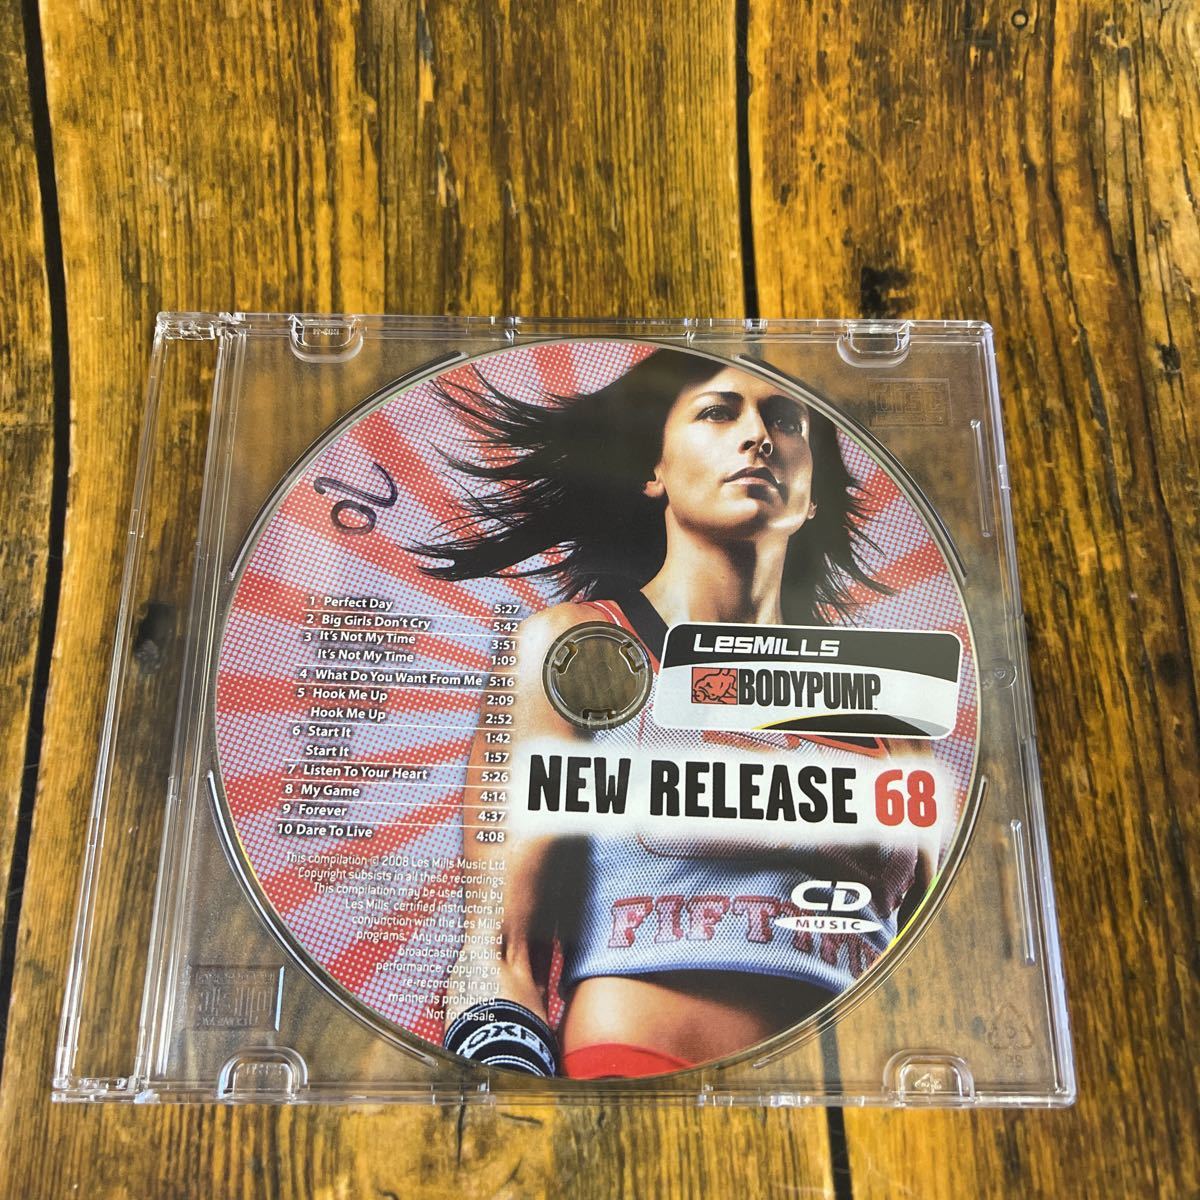 1 Perfect Day 5:27
2 Big Girls Don't Cry 5:42
3 It's Not My Time 3:51
It's Not My Time 1:09
4 What Do You Want From Me 5:16
5 Hook Me Up 2:09
Hook Me Up 2:52
6 Start It 1:42
Start It 1:57
7 Listen To Your Heart 5:26
8 My Game 4:14
9 Forever 4:37
10 Dare To Live 4:08
This compilation © 2008 Les Mills Music Ltd.
Copyright subsists in all these recordings.
This compilation may be used only by
Les Mills' certified instructors in
conjunction with the Les Mills'
programs. Any unauthorised
broadcasting, public
performance, copying or
re-recording in any
manner is prohibited.
Not for resale.
LESMILLS
BODYPUMP™
NEW RELEASE 68
CD
MUSIC